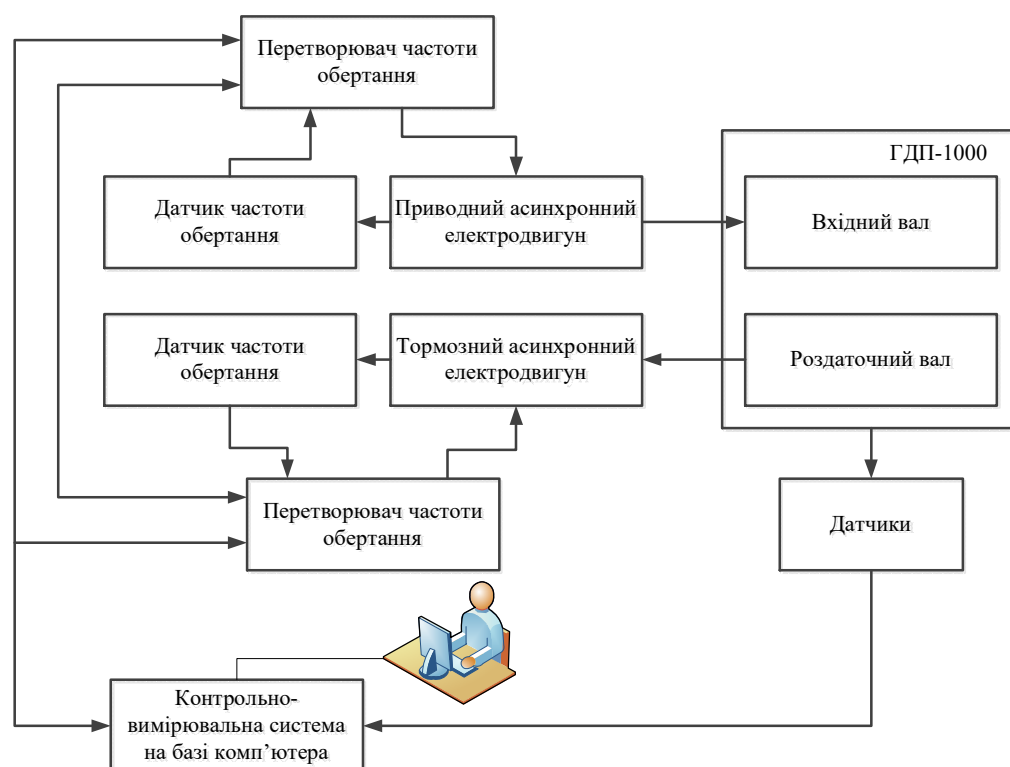 Перетворювач частоти
обертання
ГДП-1000
Датчик частоти
обертання
Приводний асинхронний
електродвигун
Вхідний вал
Датчик частоти
обертання
Тормозний асинхронний
електродвигун
Роздаточний вал
Перетворювач частоти
обертання
Датчики
Контрольно-
вимірювальна система
на базі комп’ютера